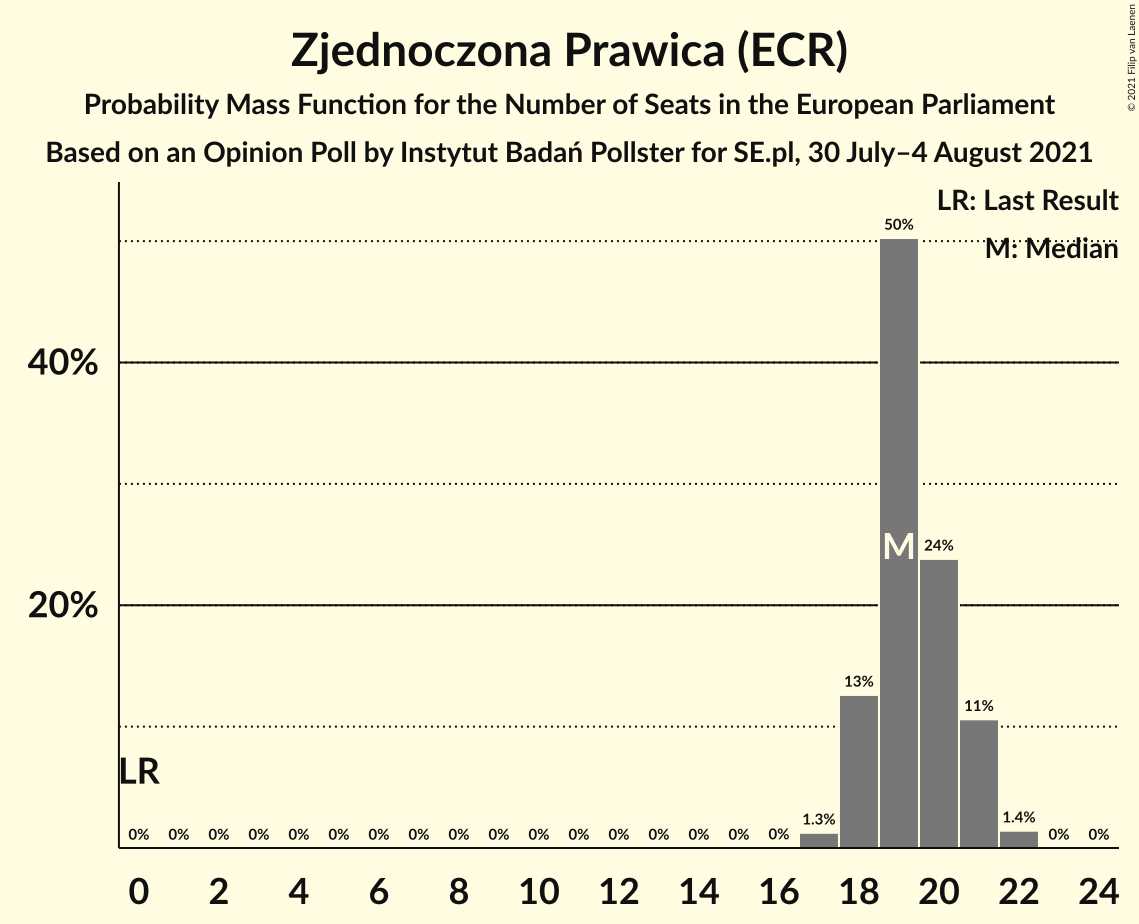 Zjednoczona Prawica (ECR)
Probability Mass Function for the Number of Seats in the European Parliament
Based on an Opinion Poll by Instytut Badań Pollster for SE.pl, 30 July–4 August 2021
© 2021 Filip van Laenen
LR: Last Result
M: Median
50%
40%
M
24%
20%
13%
11%
LR
0% 0% 0% 0% 0% 0% 0% 0% 0% 0% 0% 0% 0% 0% 0% 0% 0% 1.3% 1.4% 0% 0%
0 2 4 6 8 10 12 14 16 18 20 22 24